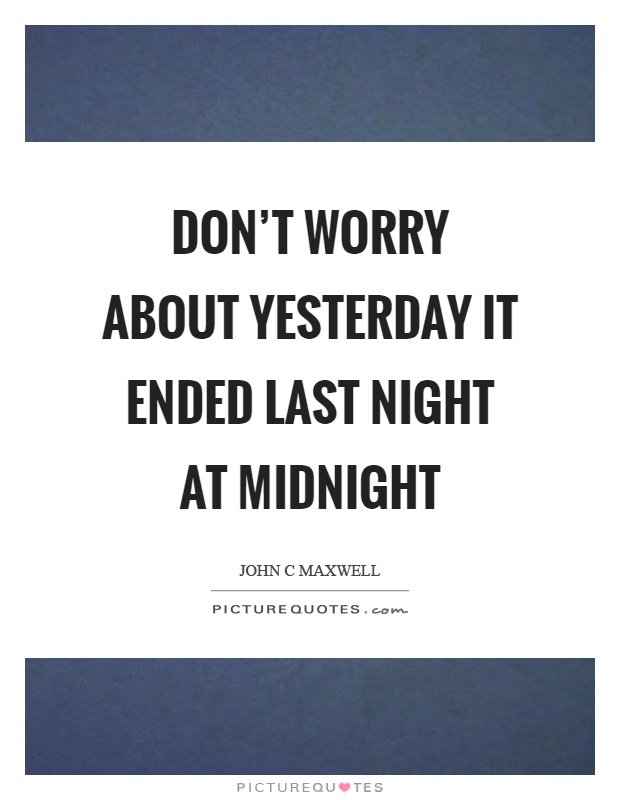 DON'T WORRY
ABOUT YESTERDAY IT
ENDED LAST NIGHT
AT MIDNIGHT
JOHN C MAXWELL
PICTUREQUOTES.com
PICTUREQUOTES